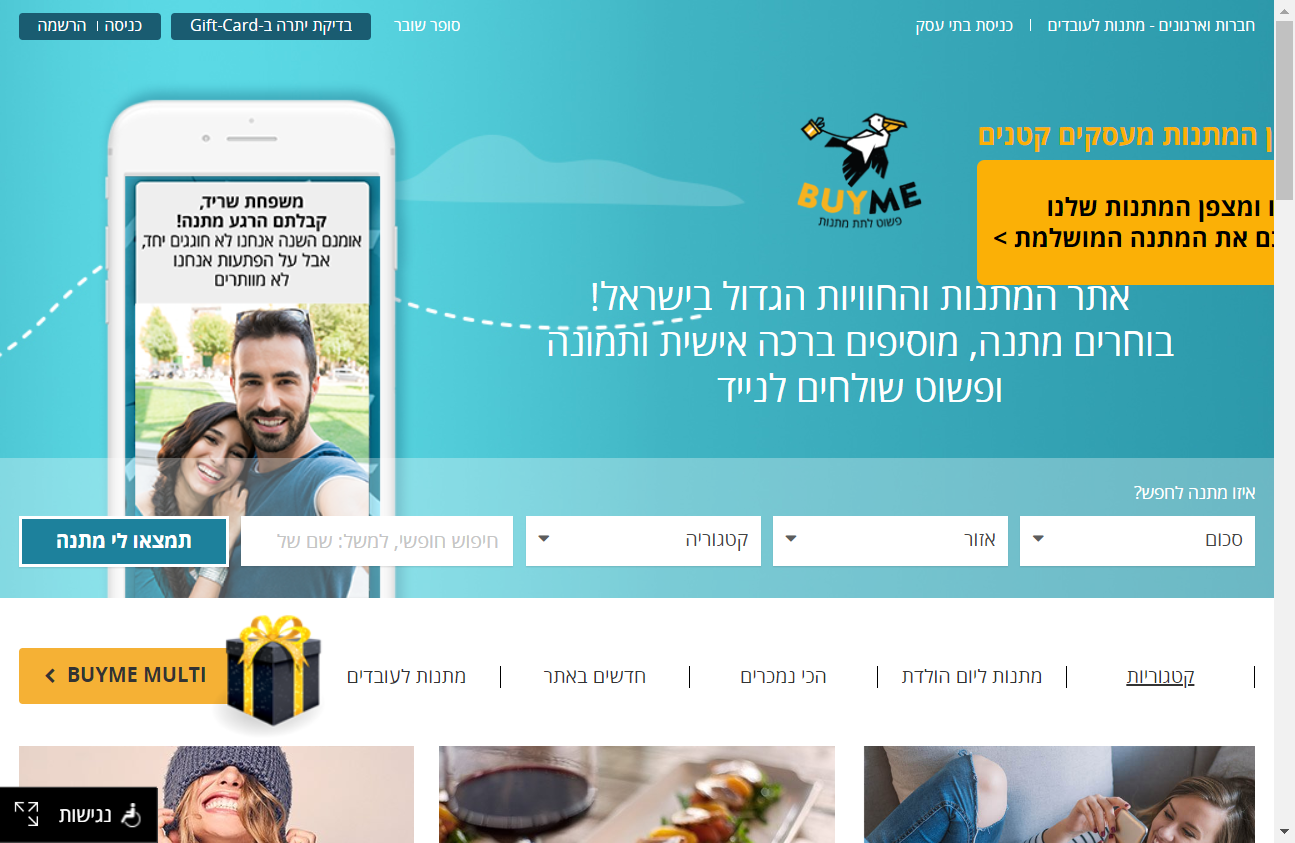 חברות וארגונים - מתנות לעובדים
כניסת בתי עסק
סופר שובר
בדיקת יתרה ב-Gift-Card
כניסה
הרשמה
המתנות מעסקים קטנים
ומצפן המתנות שלנו
את המתנה המושלמת >
BUYME
פשוט לתת מתנות
משפחת שריד,
קבלתם הרגע מתנה!
אומנם השנה אנחנו לא חוגגים יחד,
אבל על הפתעות אנחנו
לא מוותרים
אתר המתנות והחוויות הגדול בישראל!
בוחרים מתנה, מוסיפים ברכה אישית ותמונה
ופשוט שולחים לנייד
איזו מתנה לחפש?
סכום
אזור
קטגוריה
חיפוש חופשי, למשל: שם של
תמצאו לי מתנה
קטגוריות
מתנות ליום הולדת
הכי נמכרים
חדשים באתר
מתנות לעובדים
BUYME MULTI
נגישות